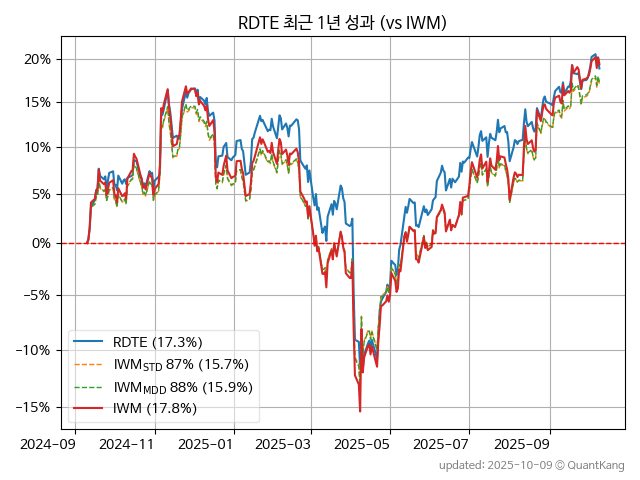 RDTE 최근 1년 성과 (vs IWM)
20%
15%
10%
5%
0%
−5%
−10%
−15%
RDTE (17.3%)
IWMSTD 87% (15.7%)
IWMMDD 88% (15.9%)
IWM (17.8%)
2024-09
2024-11
2025-01
2025-03
2025-05
2025-07
2025-09
updated: 2025-10-09 © QuantKang